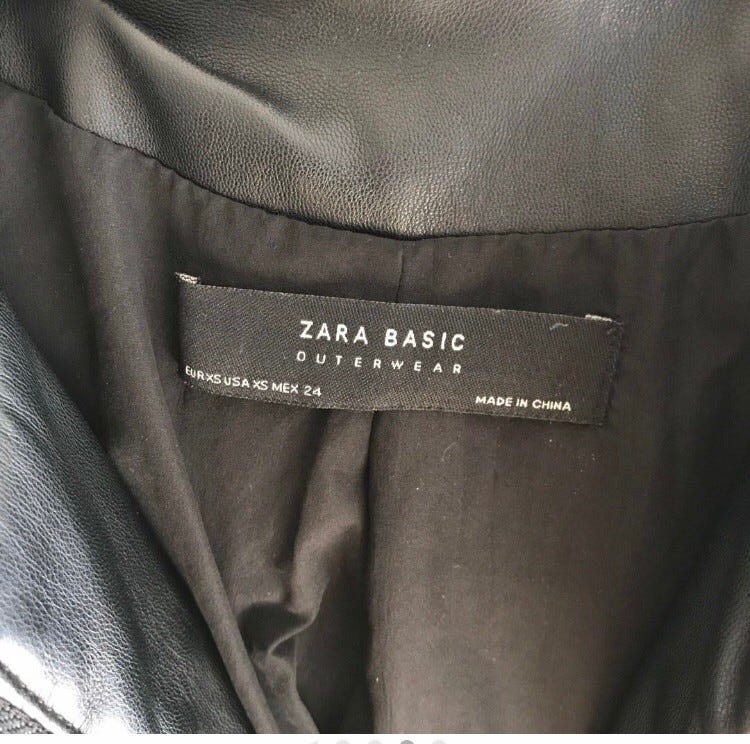 ZARA BASIC
OUTERWEAR
EUR XS USA XS MEX 24
MADE IN CHINA